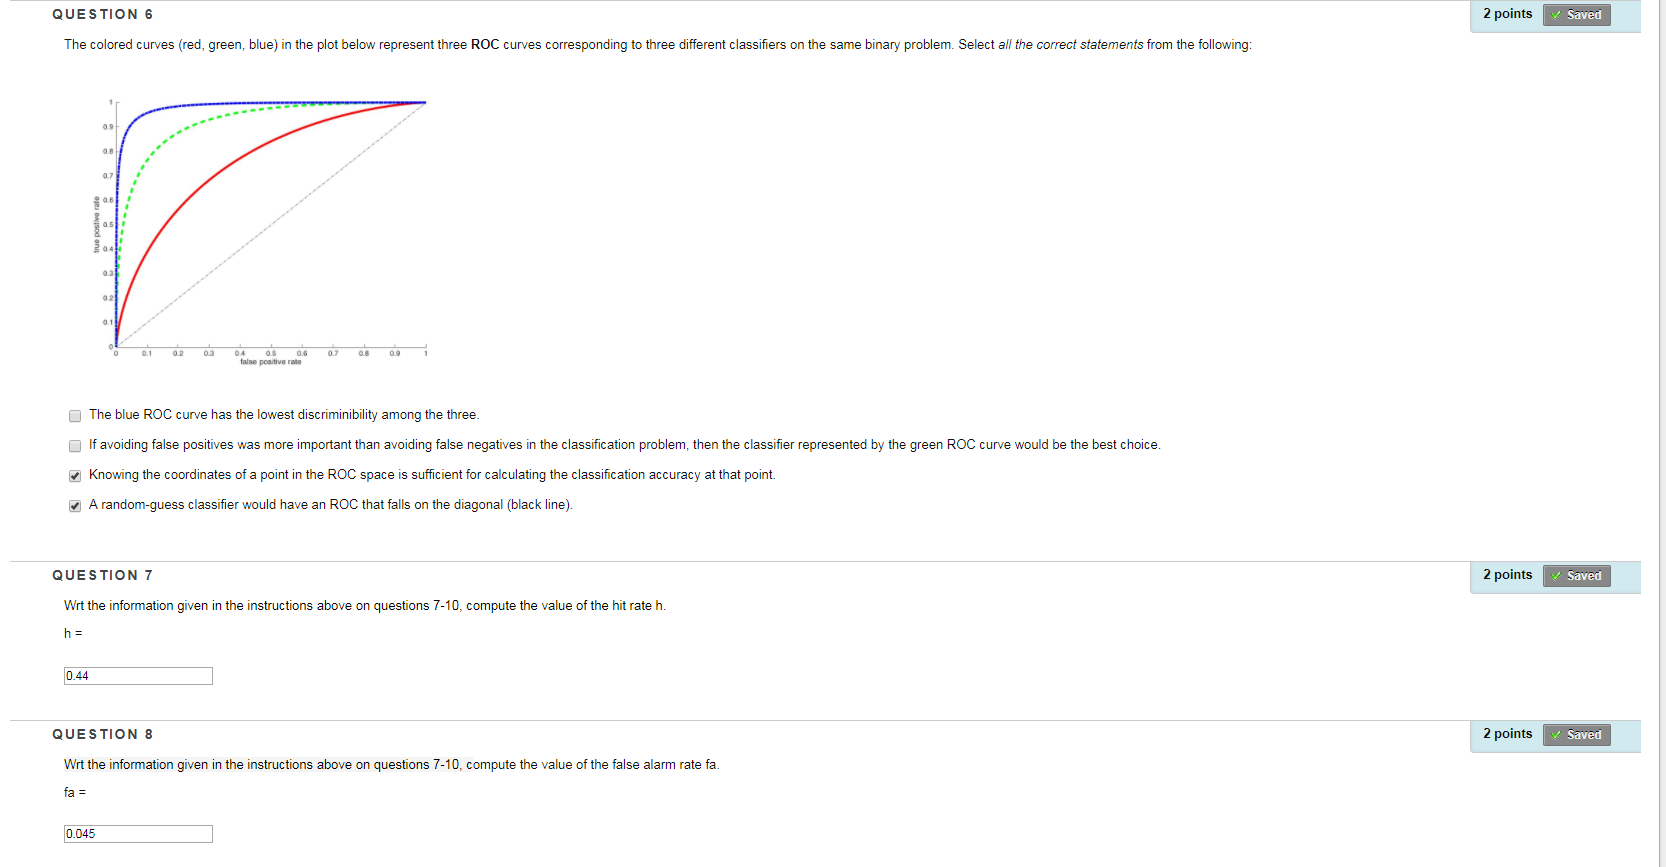 QUESTION 6
2 points Saved
The colored curves (red, green, blue) in the plot below represent three ROC curves corresponding to three different classifiers on the same binary problem. Select all the correct statements from the following:
1
0.9
0.8
0.7
0.6
0.5
0.4
0.3
0.2
0.1
0
true positive rate
0 0.1 0.2 0.3 0.4 0.5 0.6 0.7 0.8 0.9 1
false positive rate
The blue ROC curve has the lowest discriminibility among the three.
If avoiding false positives was more important than avoiding false negatives in the classification problem, then the classifier represented by the green ROC curve would be the best choice.
Knowing the coordinates of a point in the ROC space is sufficient for calculating the classification accuracy at that point.
A random-guess classifier would have an ROC that falls on the diagonal (black line).
QUESTION 7
2 points Saved
Wrt the information given in the instructions above on questions 7-10, compute the value of the hit rate h.
h =
0.44
QUESTION 8
2 points Saved
Wrt the information given in the instructions above on questions 7-10, compute the value of the false alarm rate fa.
fa =
0.045